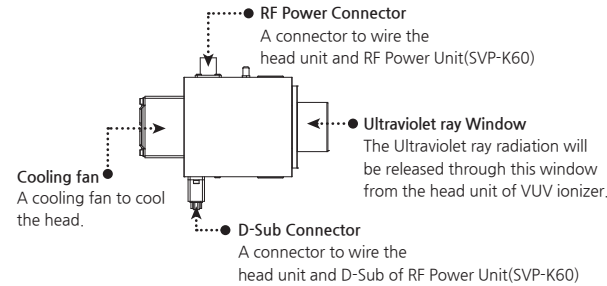 RF Power Connector
A connector to wire the
head unit and RF Power Unit(SVP-K60)
Ultraviolet ray Window
The Ultraviolet ray radiation will
be released through this window
from the head unit of VUV ionizer.
Cooling fan
A cooling fan to cool
the head.
D-Sub Connector
A connector to wire the
head unit and D-Sub of RF Power Unit(SVP-K60)